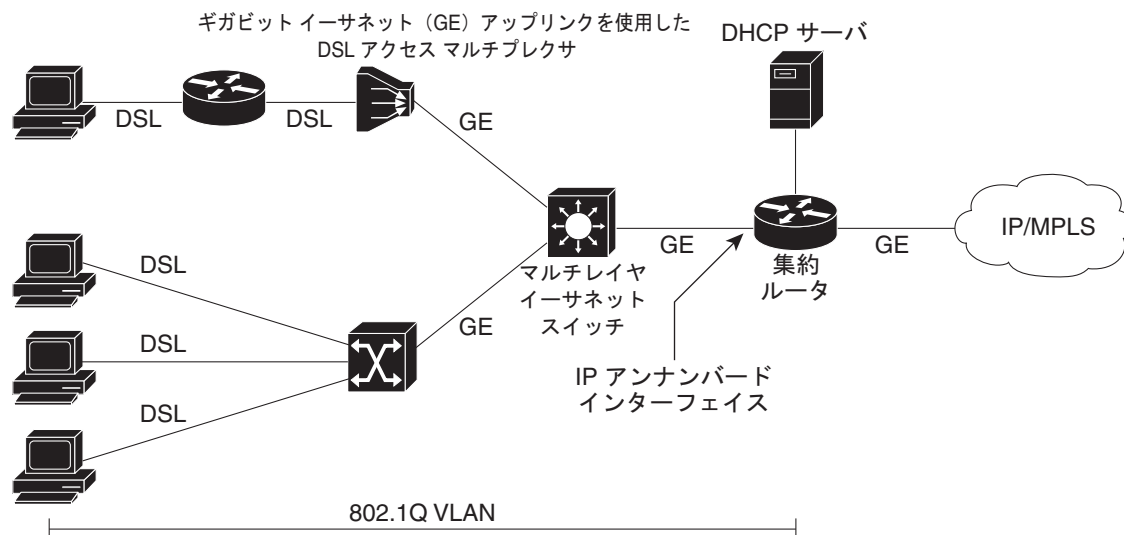 ギガビット イーサネット（GE）アップリンクを使用した
DSL アクセス マルチプレクサ
DHCP サーバ
DSL
DSL
GE
GE
集約
ルータ
GE
IP/MPLS
マルチレイヤ
イーサネット
スイッチ
DSL
GE
DSL
IP アンナンバード
インターフェイス
DSL
802.1Q VLAN